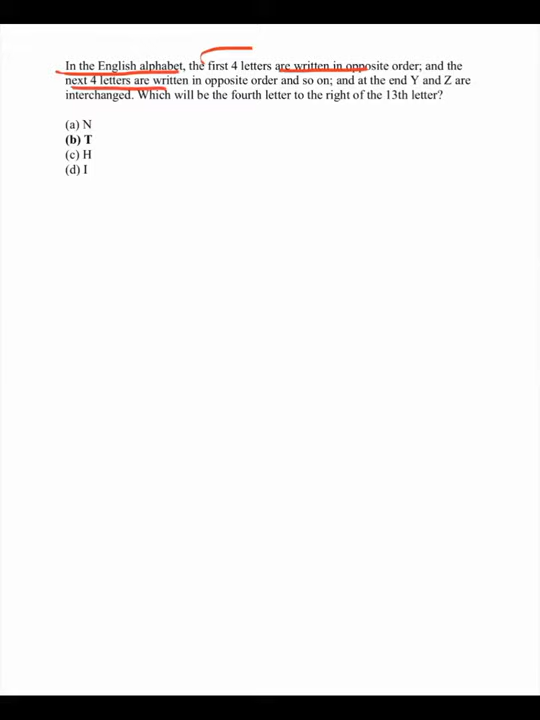 In the English alphabet, the first 4 letters are written in opposite order; and the
next 4 letters are written in opposite order and so on; and at the end Y and Z are
interchanged. Which will be the fourth letter to the right of the 13th letter?
(a) N
(b) T
(c) H
(d) I